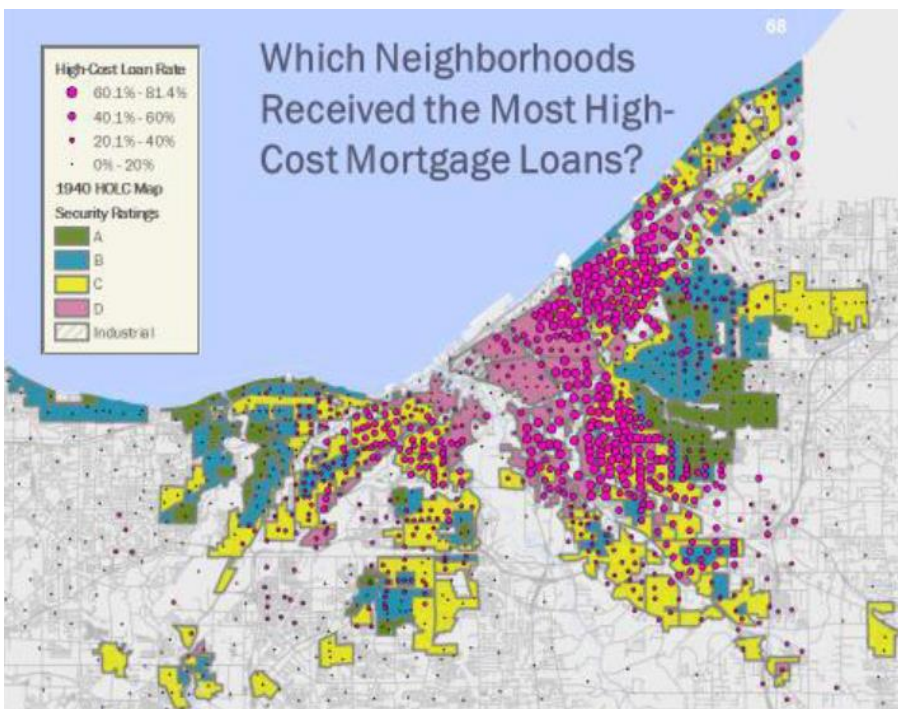 68
Which Neighborhoods
Received the Most High-
Cost Mortgage Loans?
High-Cost Loan Rate
60.1% - 81.4%
40.1% - 60%
20.1% - 40%
0% - 20%
1940 HOLC Map
Security Ratings
A
B
C
D
Industrial